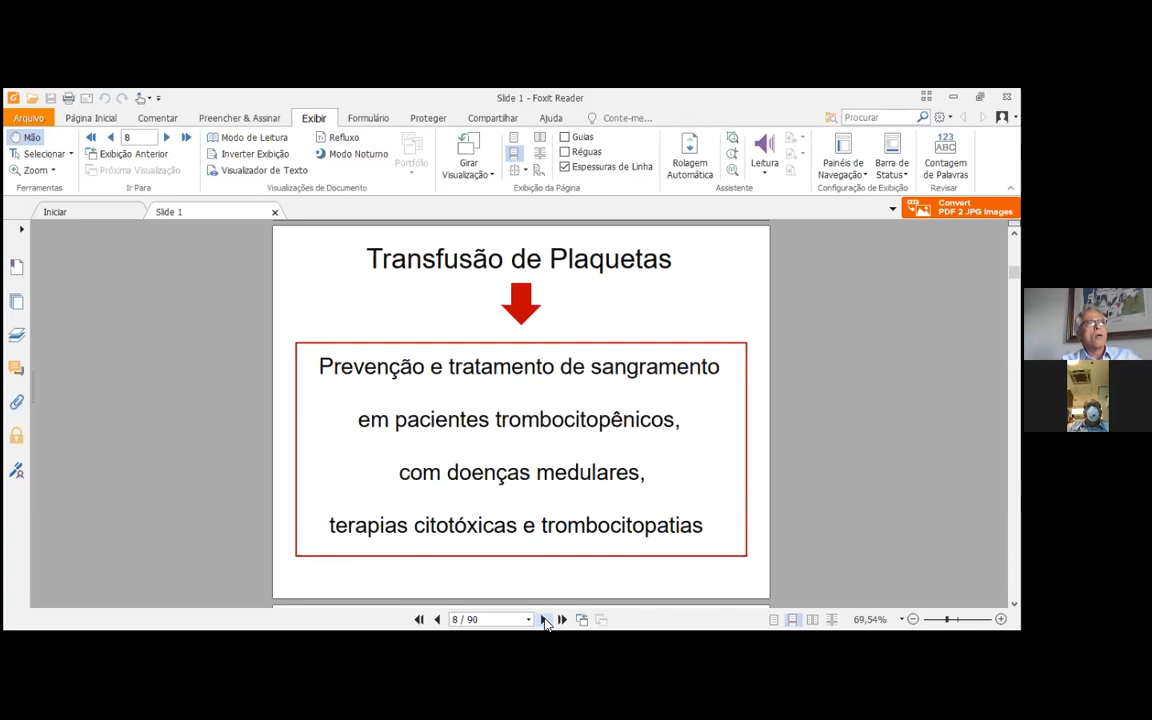 Slide 1 - Foxit Reader
Arquivo Página Inicial Comentar Preencher & Assinar Exibir Formulário Proteger Compartilhar Ajuda Conte-me... Procurar
Mão 8 Modo de Leitura Refluxo Guias
Selecionar Exibição Anterior Inverter Exibição Modo Noturno Réguas
Zoom Próxima Visualização Visualizador de Texto Espessuras de Linha
Portfólio
Girar Visualização
Rolagem Automática
Leitura
Painéis de Navegação
Barra de Status
123 ABC
Contagem de Palavras
Ferramentas Ir Para Visualizações de Documento Exibição da Página Assistente Configuração de Exibição Revisar
Iniciar Slide 1
Convert
PDF 2 JPG Images
Transfusão de Plaquetas
Prevenção e tratamento de sangramento
em pacientes trombocitopênicos,
com doenças medulares,
terapias citotóxicas e trombocitopatias
8 / 90 69,54%